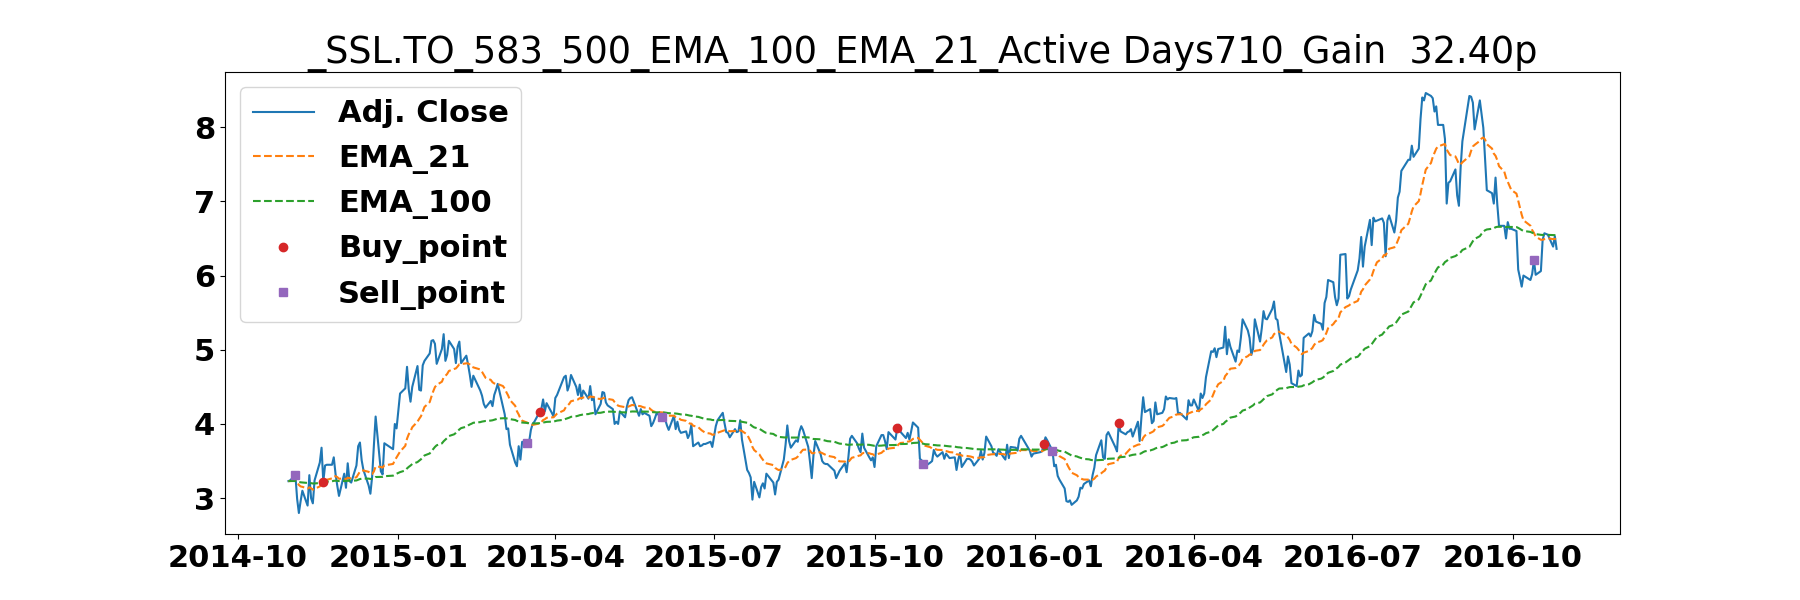 _SSL.TO_583_500_EMA_100_EMA_21_Active Days710_Gain  32.40p
Adj. Close
EMA_21
EMA_100
Buy_point
Sell_point
8
7
6
5
4
3
2014-10 2015-01 2015-04 2015-07 2015-10 2016-01 2016-04 2016-07 2016-10